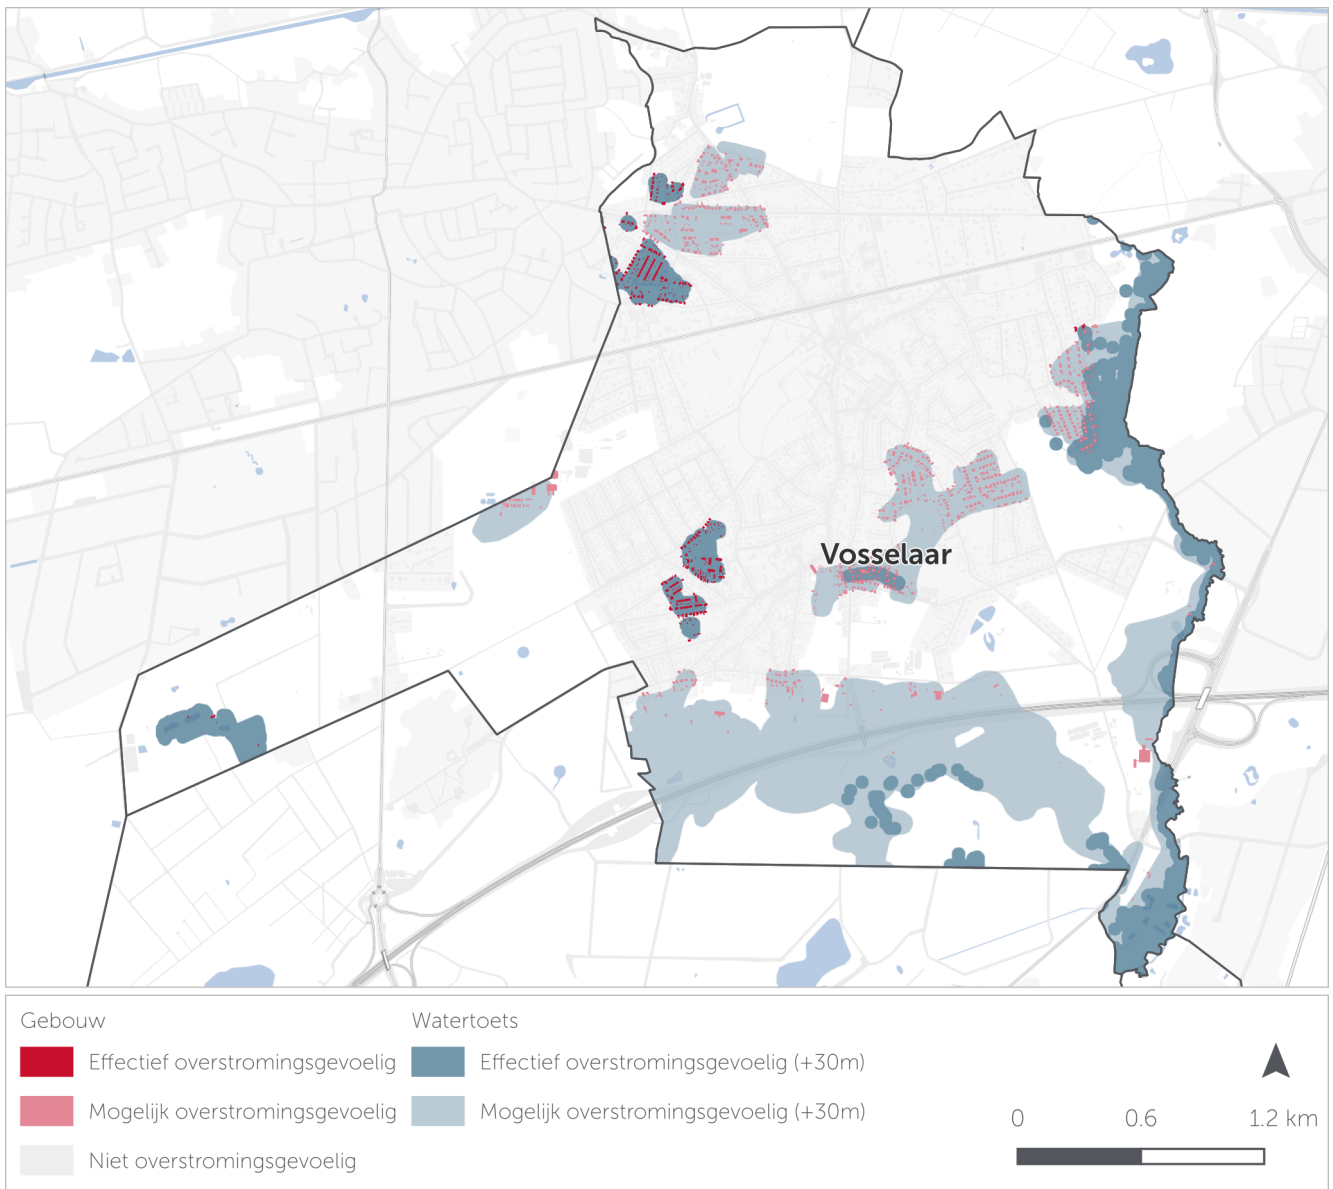 Vosselaar
Gebouw
Effectief overstromingsgevoelig
Mogelijk overstromingsgevoelig
Niet overstromingsgevoelig
Watertoets
Effectief overstromingsgevoelig (+30m)
Mogelijk overstromingsgevoelig (+30m)
0 0.6 1.2 km